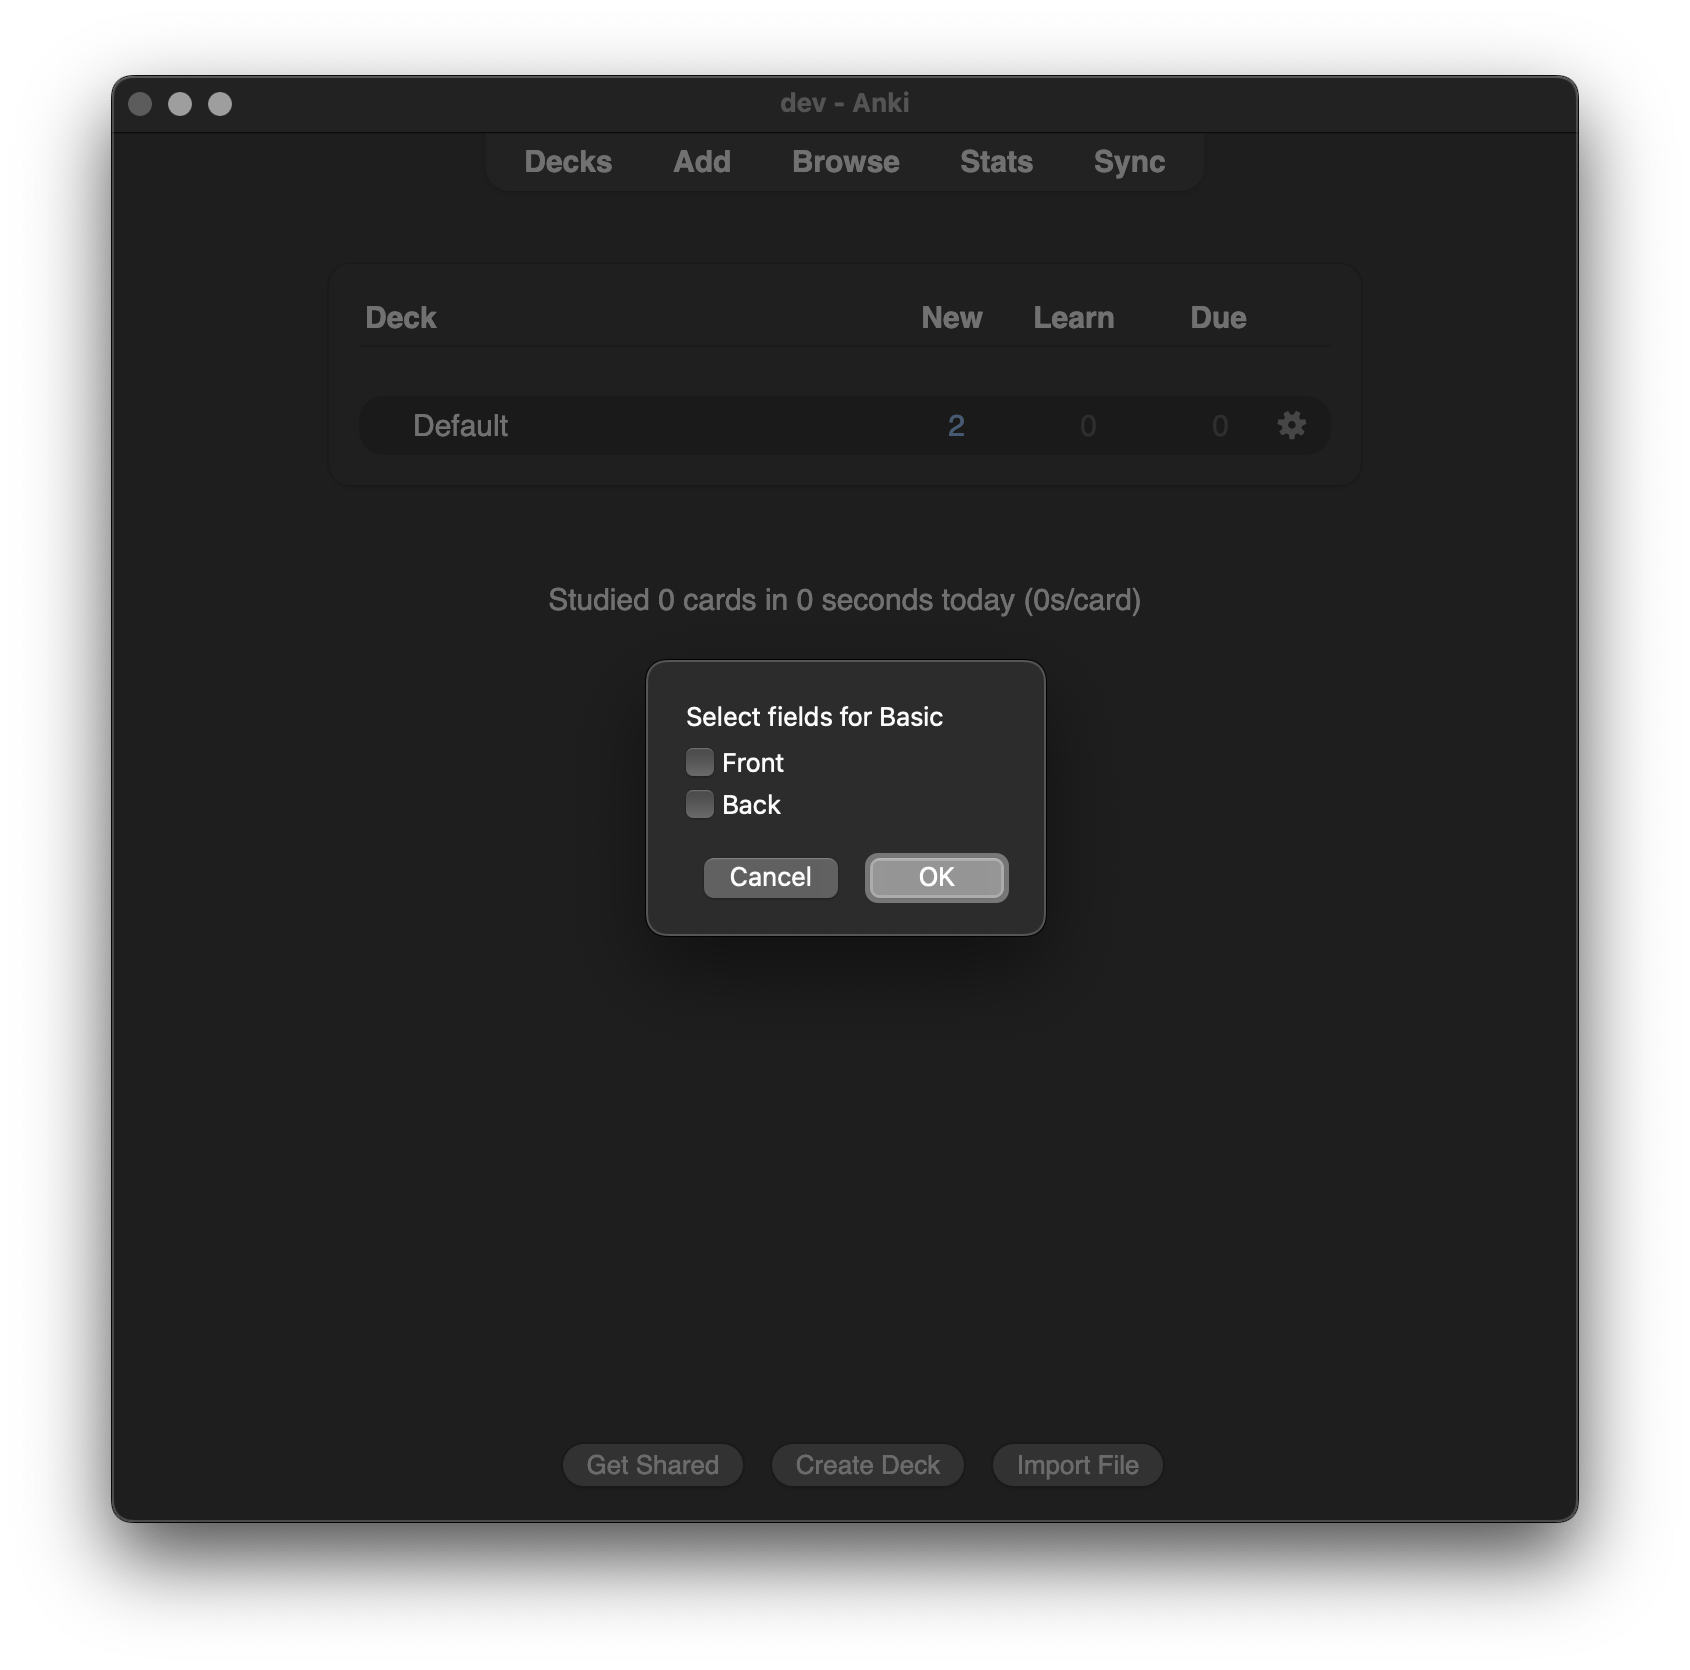 dev - Anki
Decks Add Browse Stats Sync
Deck New Learn Due
Default 2 0 0
Studied 0 cards in 0 seconds today (0s/card)
Select fields for Basic
Front
Back
Cancel OK
Get Shared Create Deck Import File